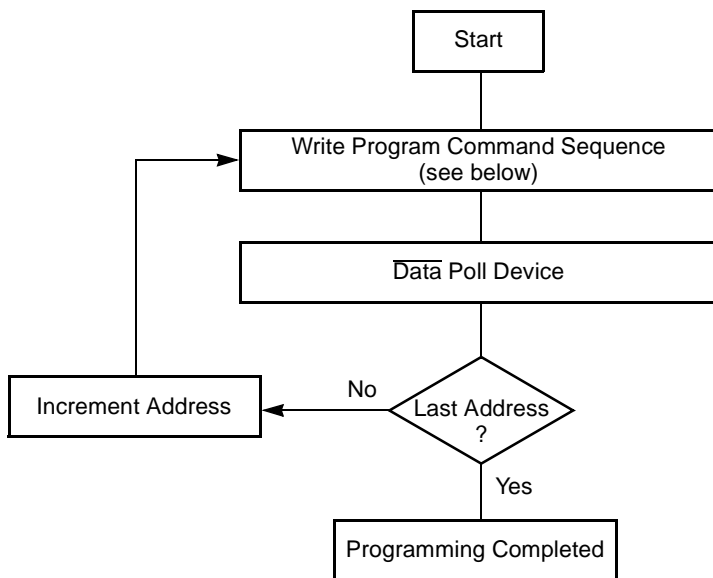 Start
Write Program Command Sequence
(see below)
Data Poll Device
No
Increment Address
Last Address
?
Yes
Programming Completed